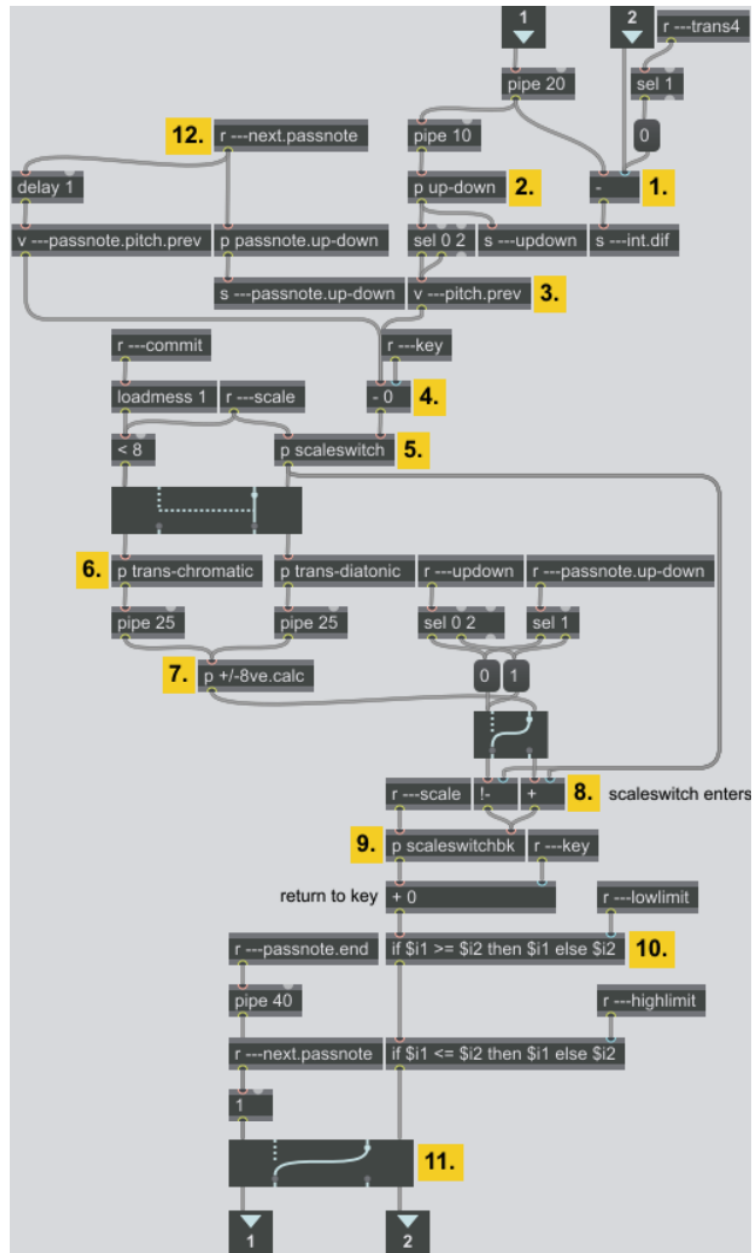 1
2
r ---trans4
pipe 20
sel 1
12.
r ---next.passnote
pipe 10
0
delay 1
p up-down
2.
-
1.
v ---passnote.pitch.prev
p passnote.up-down
sel 0 2
s ---updown
s ---int.dif
s ---passnote.up-down
v ---pitch.prev
3.
r ---commit
r ---key
loadmess 1
r ---scale
- 0
4.
< 8
p scaleswitch
5.
6.
p trans-chromatic
p trans-diatonic
r ---updown
r ---passnote.up-down
pipe 25
pipe 25
sel 0 2
sel 1
7.
p +/-8ve.calc
0
1
r ---scale
!-
+
8.
scaleswitch enters
9.
p scaleswitchbk
r ---key
return to key
+ 0
r ---lowlimit
r ---passnote.end
if $i1 >= $i2 then $i1 else $i2
10.
pipe 40
r ---highlimit
r ---next.passnote
if $i1 <= $i2 then $i1 else $i2
1
11.
1
2